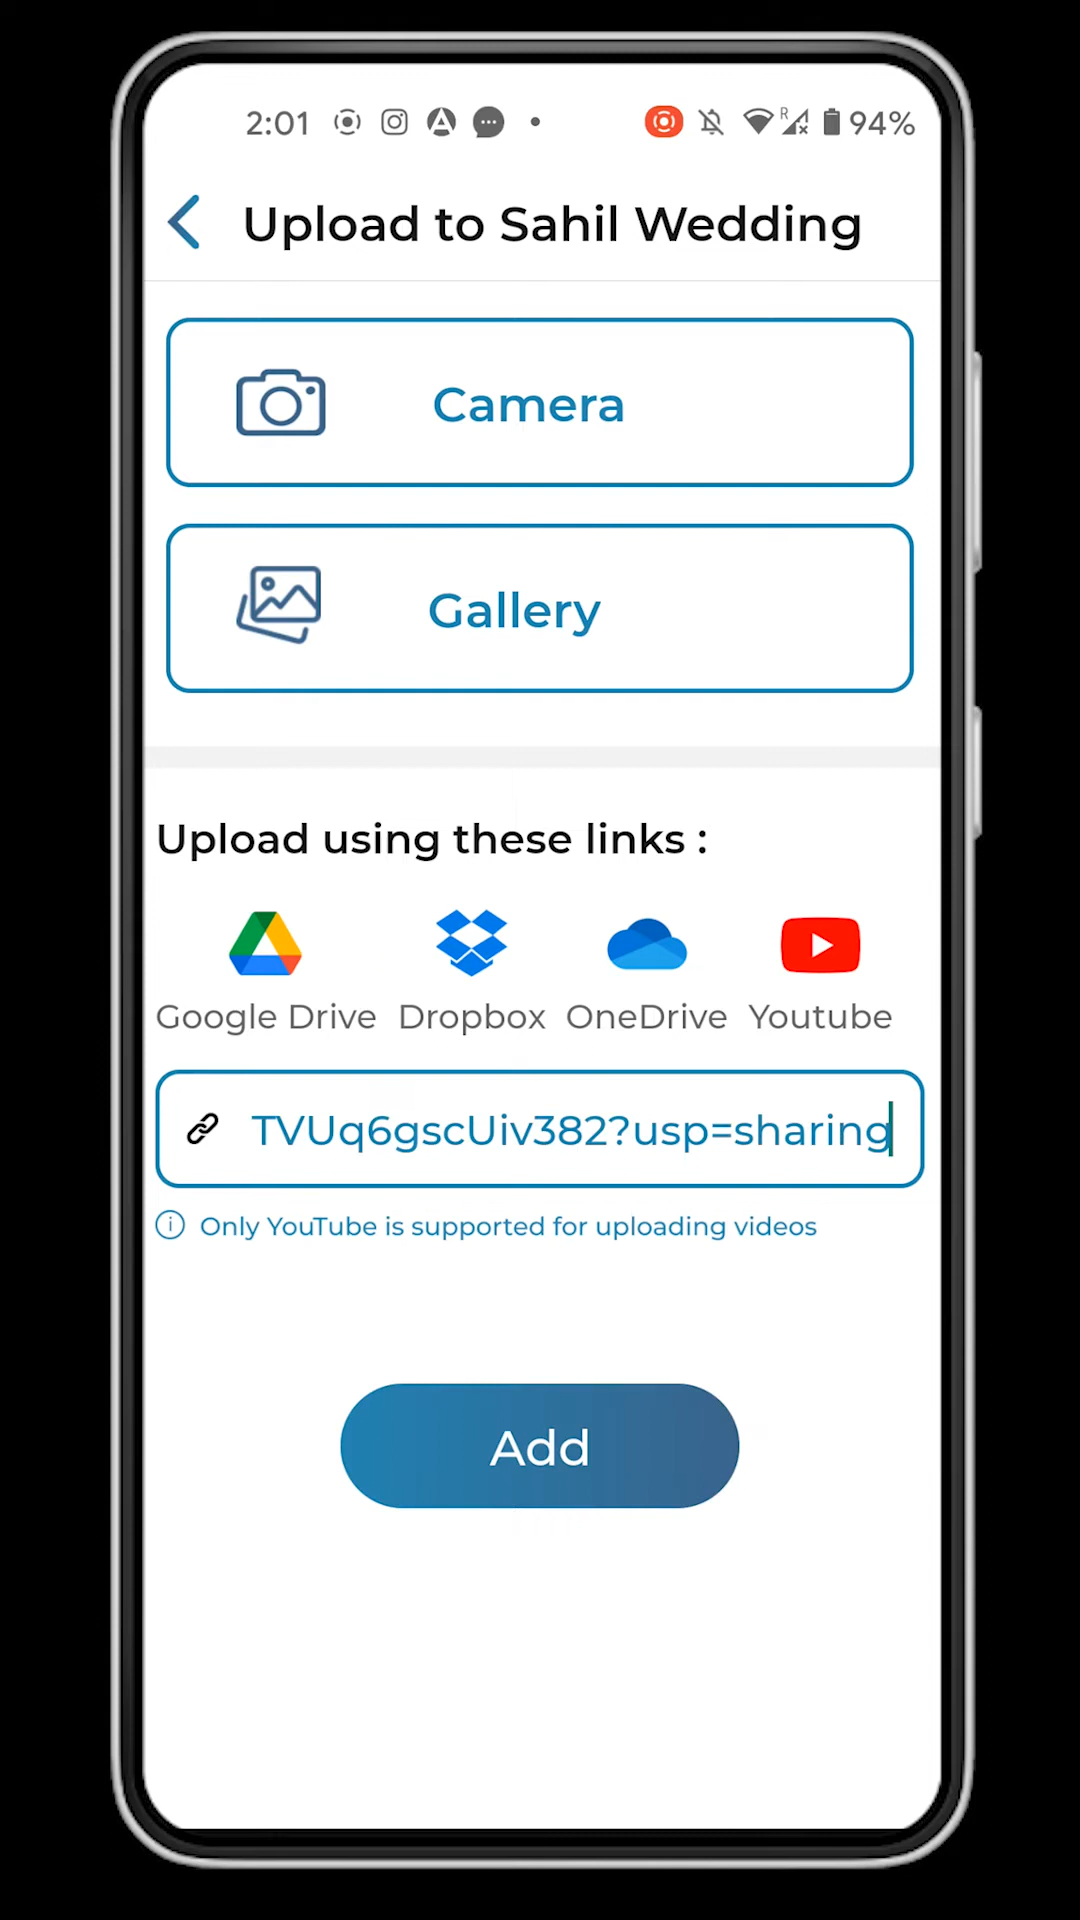 2:01 94%
Upload to Sahil Wedding
Camera
Gallery
Upload using these links :
Google Drive Dropbox OneDrive Youtube
TVUq6gscUiv382?usp=sharing
Only YouTube is supported for uploading videos
Add